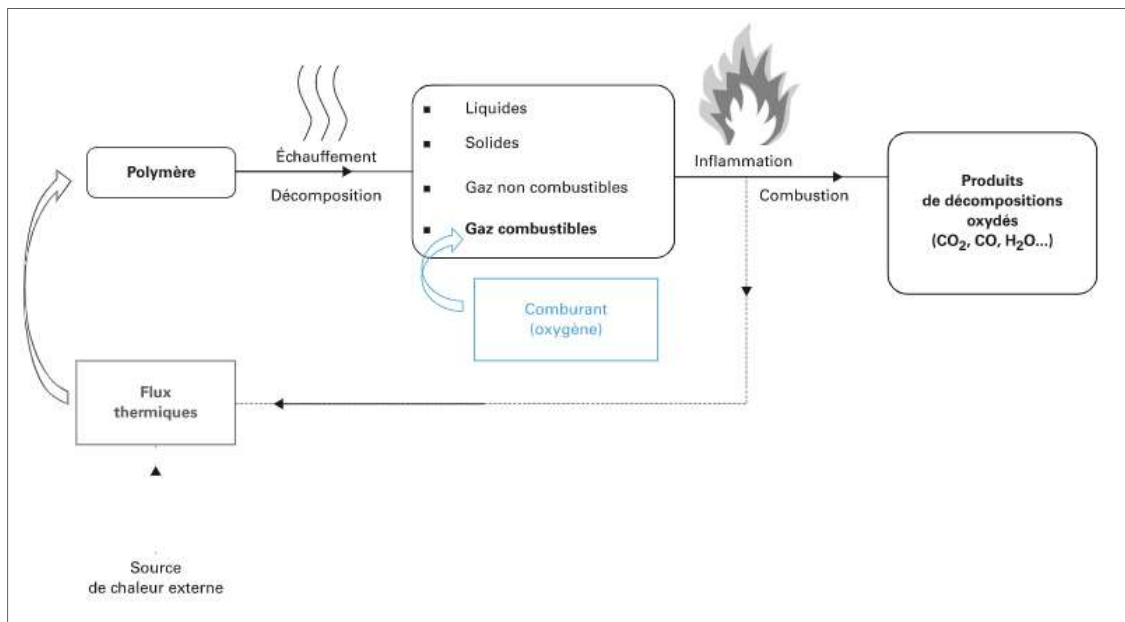 Polymère
Échauffement
Décomposition
▪ Liquides
▪ Solides
▪ Gaz non combustibles
▪ Gaz combustibles
Comburant
(oxygène)
Inflammation
Combustion
Produits
de décompositions
oxydés
(CO₂, CO, H₂O...)
Flux
thermiques
Source
de chaleur externe